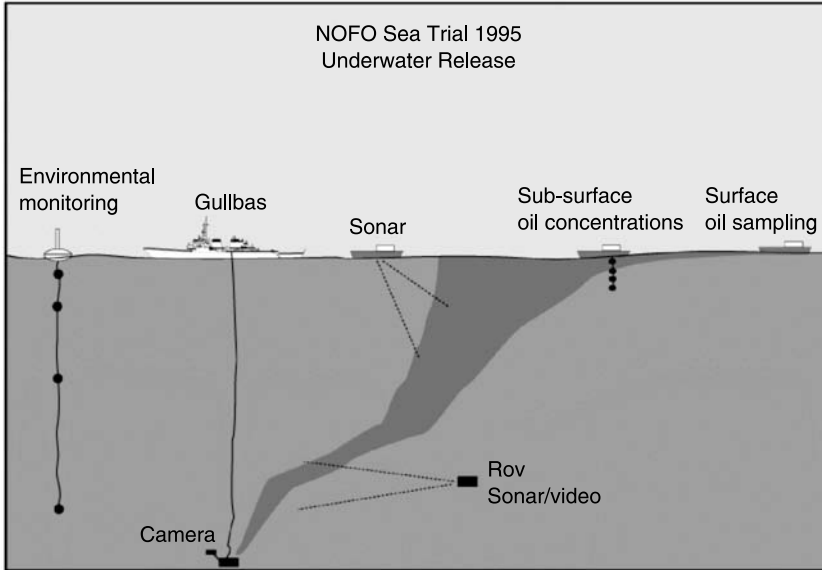 NOFO Sea Trial 1995
Underwater Release
Environmental
monitoring
Gullbas
Sonar
Sub-surface
oil concentrations
Surface
oil sampling
Rov
Sonar/video
Camera